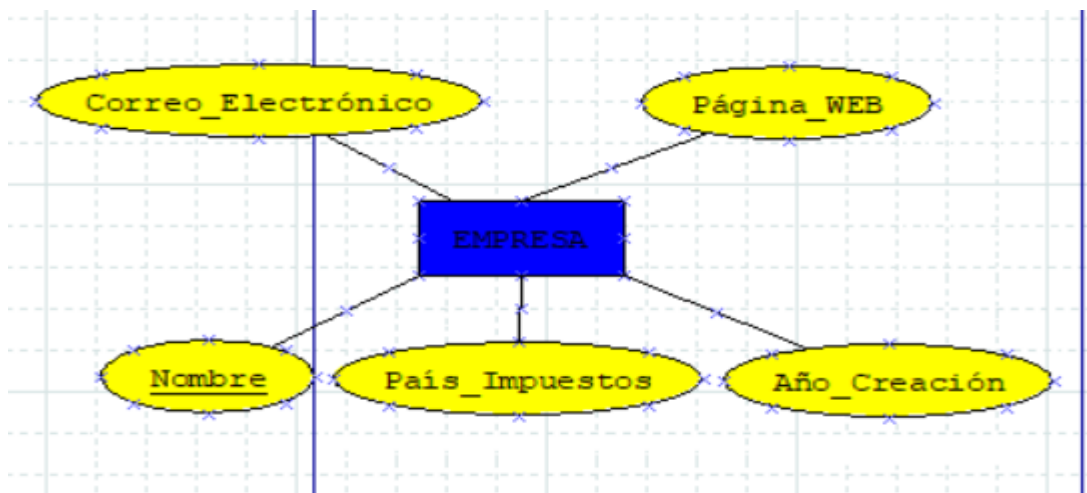 Correo_Electrónico
Página_WEB
EMPRESA
Nombre
País_Impuestos
Año_Creación